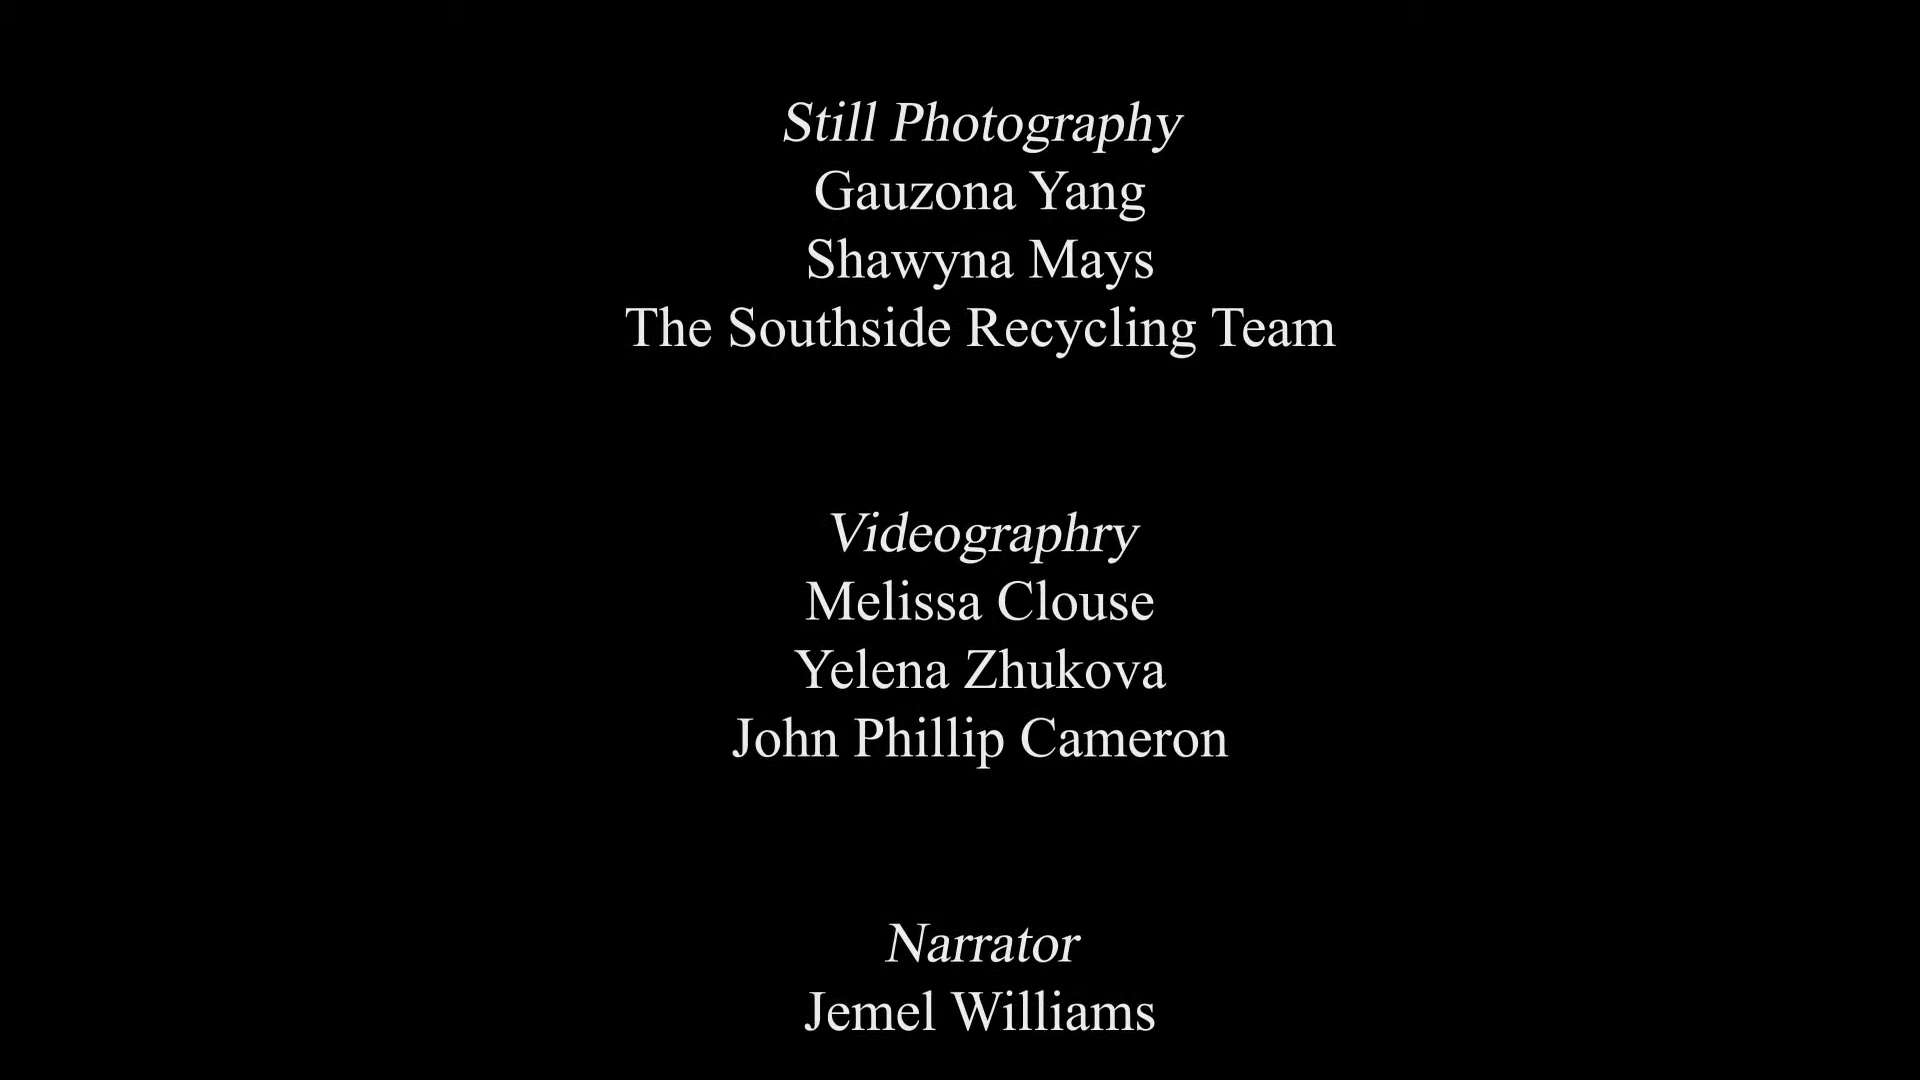 Still Photography
Gauzona Yang
Shawyna Mays
The Southside Recycling Team
Videographry
Melissa Clouse
Yelena Zhukova
John Phillip Cameron
Narrator
Jemel Williams